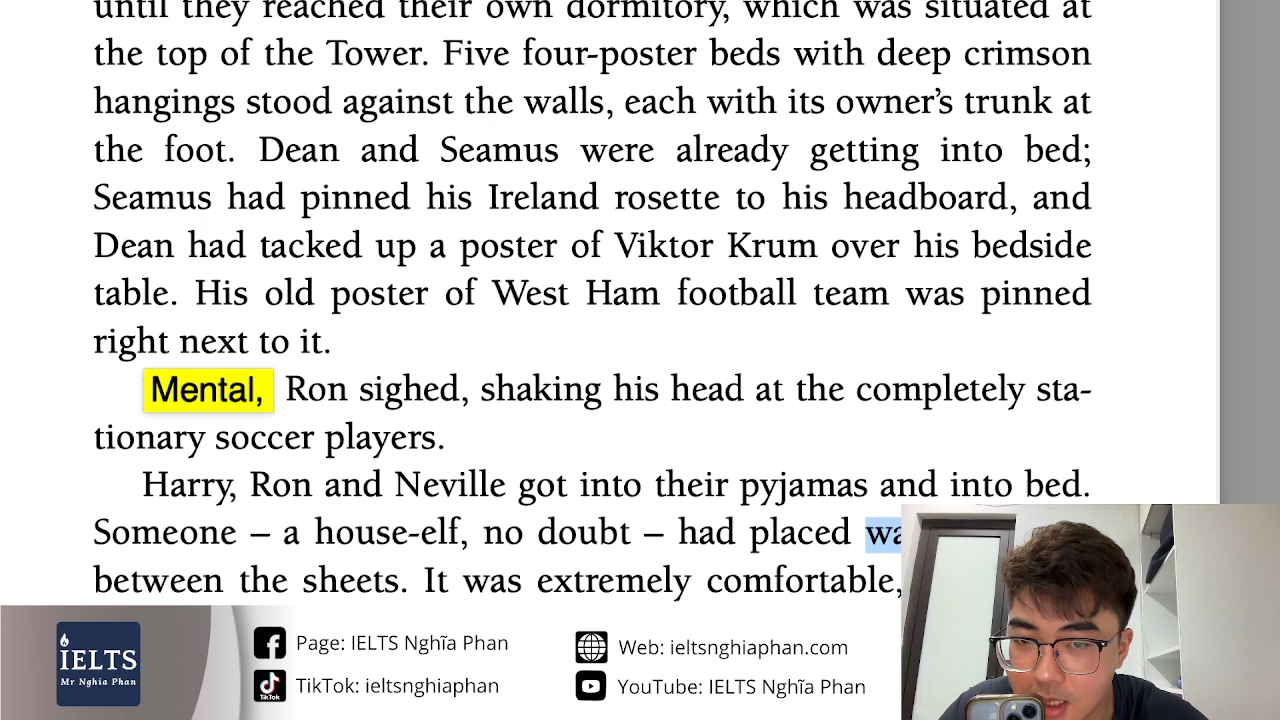 until they reached their own dormitory, which was situated at
the top of the Tower. Five four-poster beds with deep crimson
hangings stood against the walls, each with its owner’s trunk at
the foot. Dean and Seamus were already getting into bed;
Seamus had pinned his Ireland rosette to his headboard, and
Dean had tacked up a poster of Viktor Krum over his bedside
table. His old poster of West Ham football team was pinned
right next to it.
Mental, Ron sighed, shaking his head at the completely sta-
tionary soccer players.
Harry, Ron and Neville got into their pyjamas and into bed.
Someone – a house-elf, no doubt – had placed
between the sheets. It was extremely comfortable,
IELTS
Mr Nghia Phan
Page: IELTS Nghĩa Phan
TikTok
TikTok: ieltsnghiaphan
Web: ieltsnghiaphan.com
YouTube: IELTS Nghĩa Phan